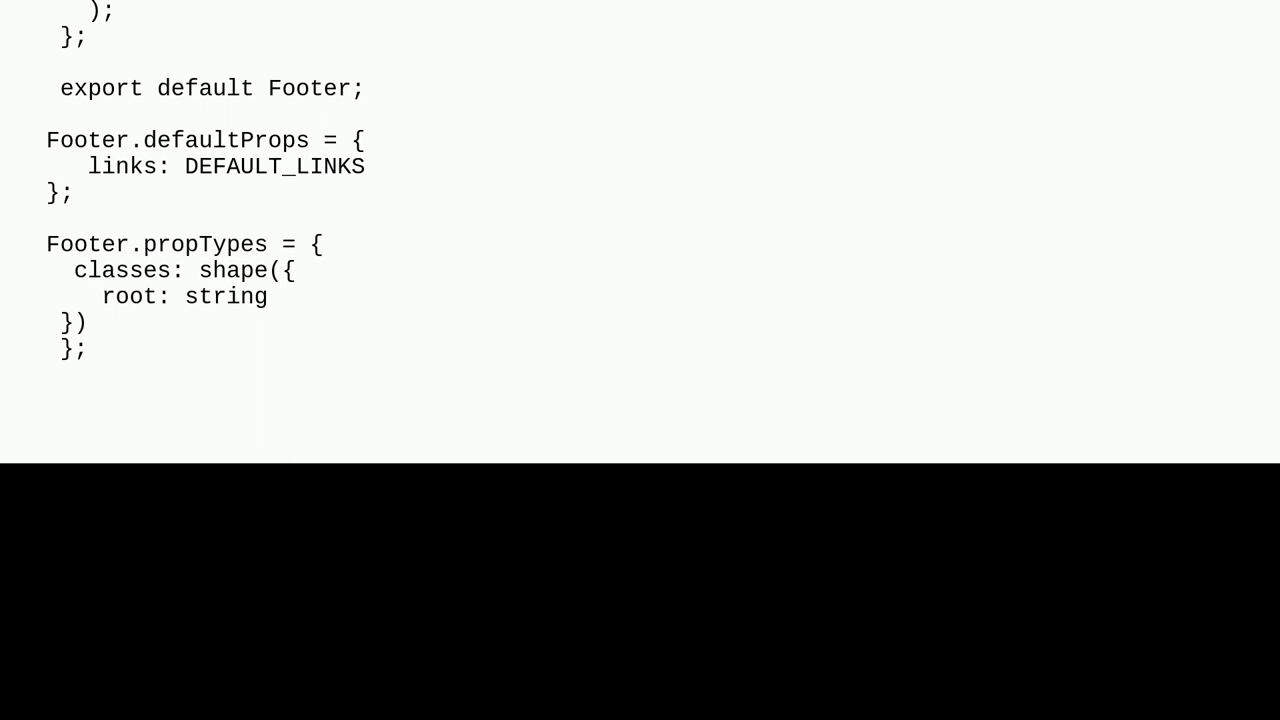 );
};
export default Footer;
Footer.defaultProps = {
links: DEFAULT_LINKS
};
Footer.propTypes = {
classes: shape({
root: string
})
};